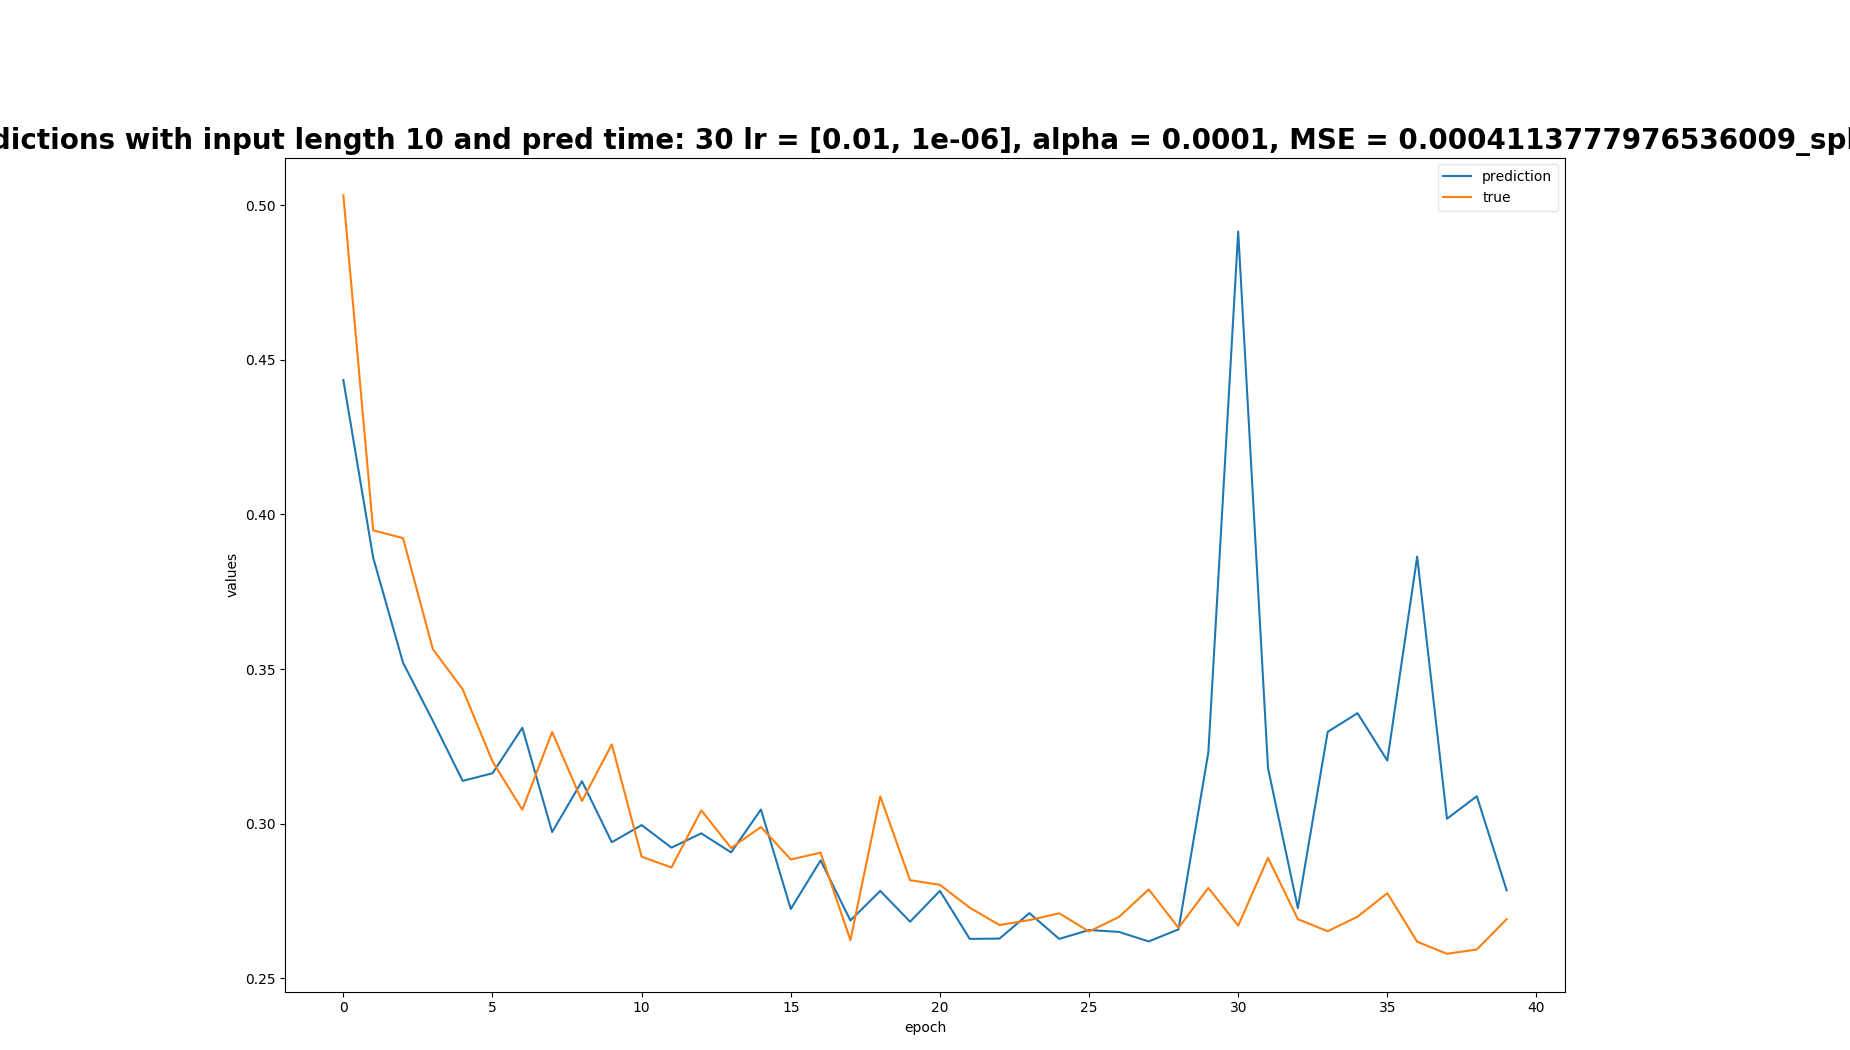 dictions with input length 10 and pred time: 30 lr = [0.01, 1e-06], alpha = 0.0001, MSE = 0.0004113777976536009_spl
prediction
true
0.50
0.45
0.40
0.35
0.30
0.25
values
0 5 10 15 20 25 30 35 40
epoch